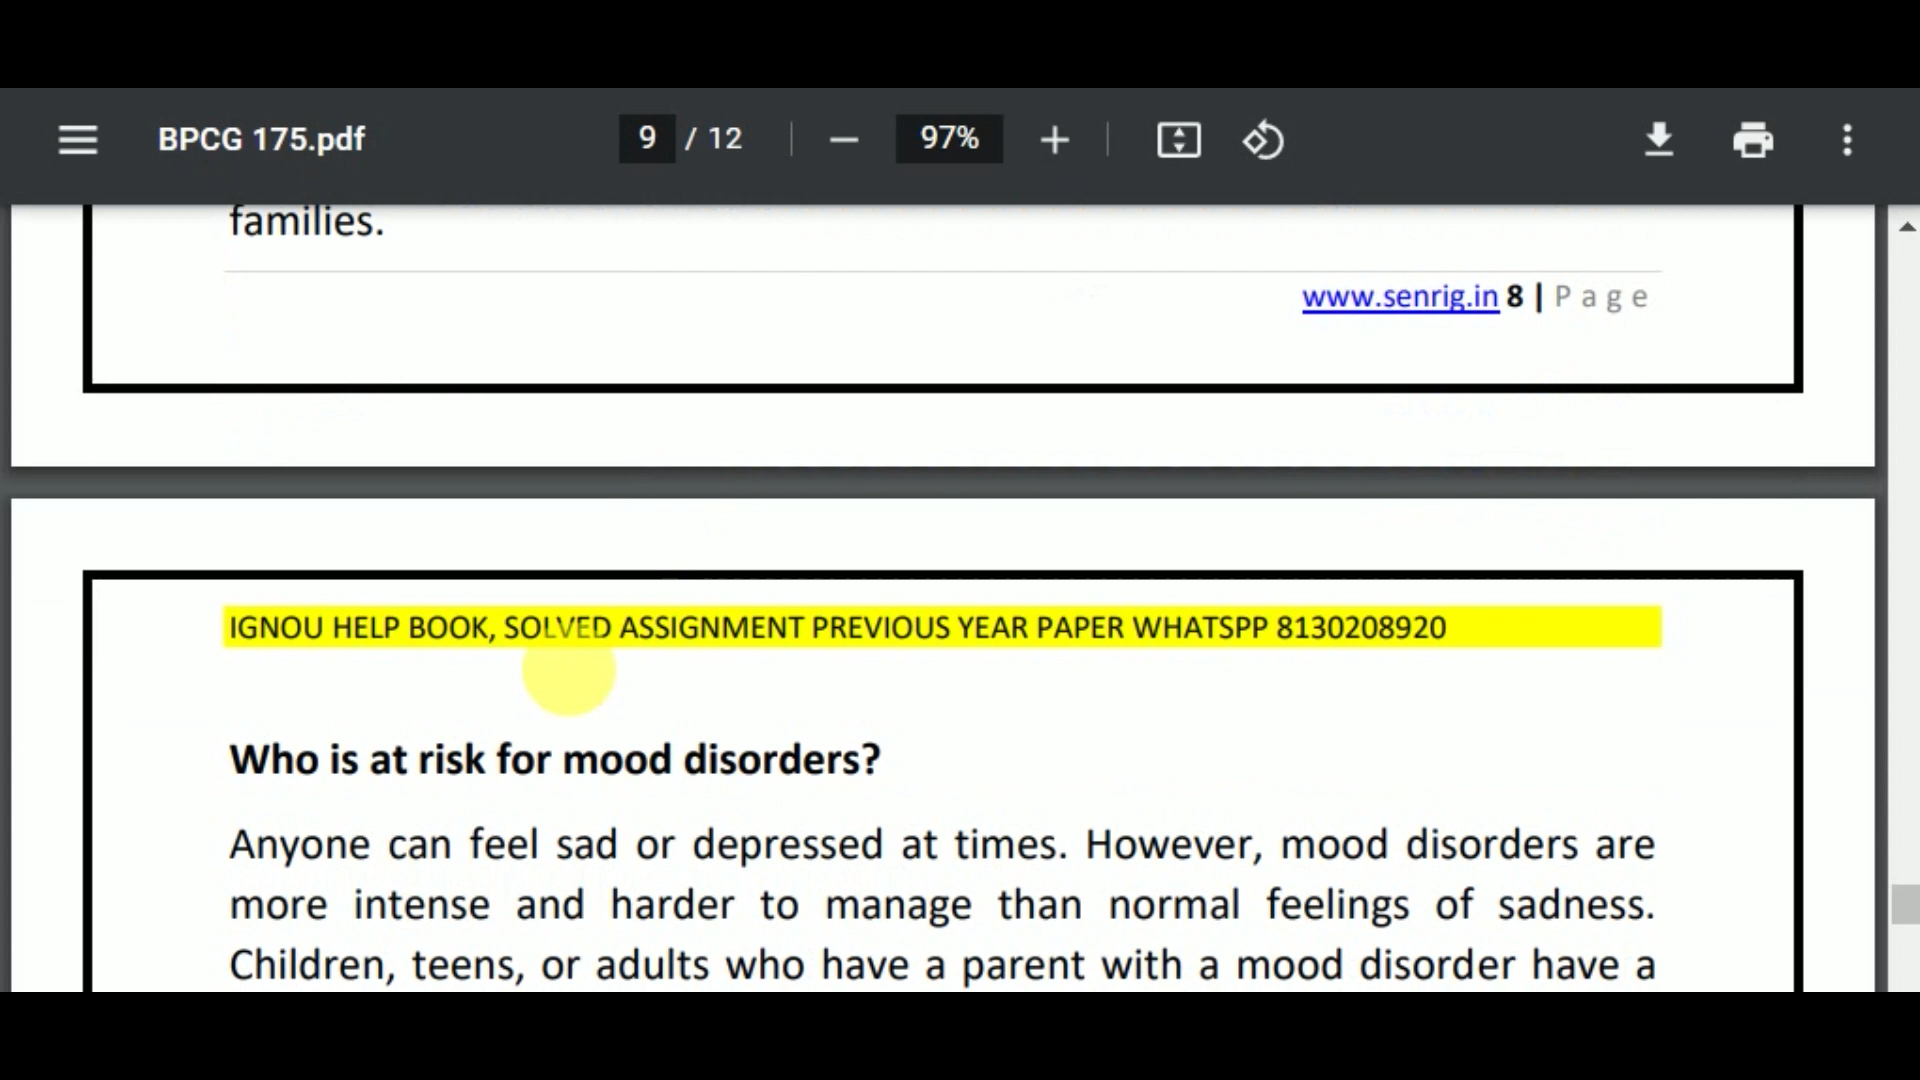 BPCG 175.pdf
9 / 12
97%
families.
www.senrig.in 8 | Page
IGNOU HELP BOOK, SOLVED ASSIGNMENT PREVIOUS YEAR PAPER WHATSPP 8130208920
Who is at risk for mood disorders?
Anyone can feel sad or depressed at times. However, mood disorders are
more intense and harder to manage than normal feelings of sadness.
Children, teens, or adults who have a parent with a mood disorder have a